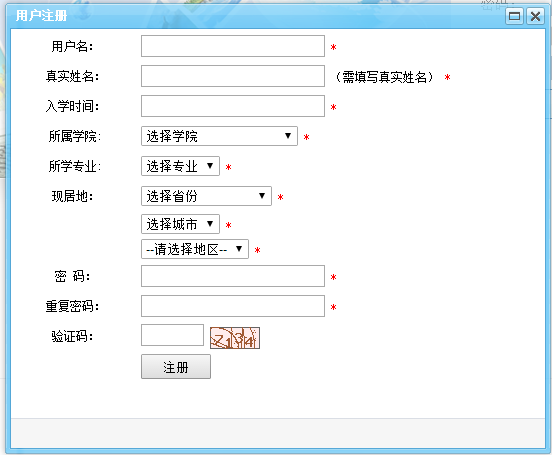 用户注册
用户名： *
真实姓名： （需填写真实姓名） *
入学时间： *
所属学院： 选择学院 ▼ *
所学专业： 选择专业 ▼ *
现居地： 选择省份 ▼ *
选择城市 ▼ *
--请选择地区-- ▼ *
密 码： *
重复密码： *
验证码：
注册